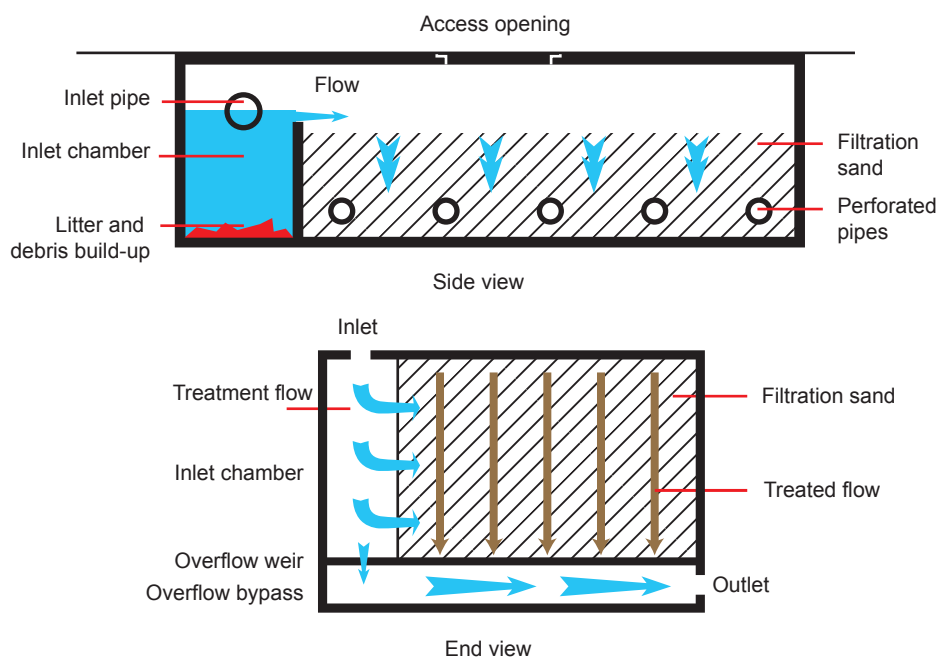 Access opening
Flow
Inlet pipe
Inlet chamber
Litter and
debris build-up
Filtration
sand
Perforated
pipes
Side view
Inlet
Treatment flow
Inlet chamber
Overflow weir
Overflow bypass
Filtration sand
Treated flow
Outlet
End view